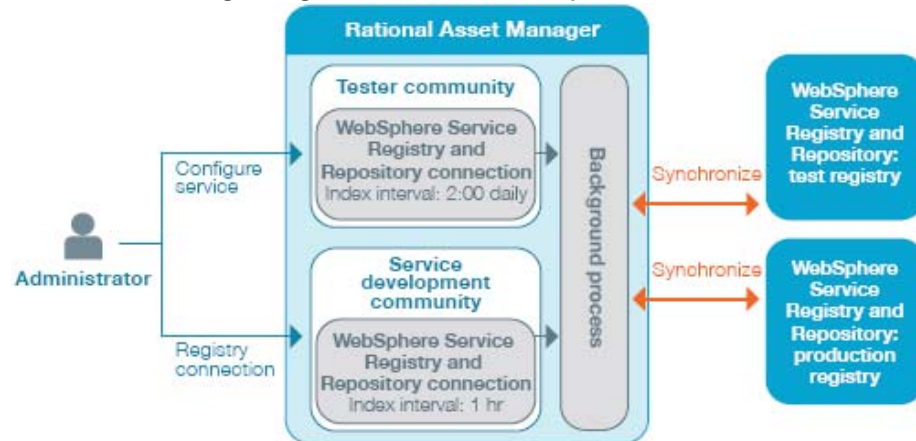 Rational Asset Manager
Tester community
WebSphere Service
Registry and
Repository connection
Index interval: 2:00 daily
Configure
service
Administrator
Registry
connection
Service
development
community
WebSphere Service
Registry and
Repository connection
Index interval: 1 hr
Background process
Synchronize
Synchronize
WebSphere
Service
Registry and
Repository:
test registry
WebSphere
Service
Registry and
Repository:
production
registry